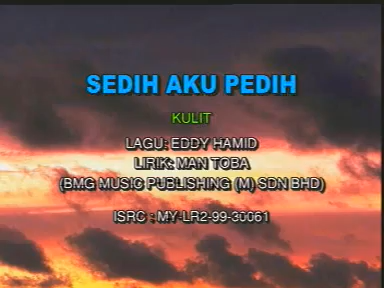 SEDIH AKU PEDIH
KULIT
LAGU: EDDY HAMID
LIRIK: MAN TOBA
(BMG MUSIC PUBLISHING (M) SDN BHD)
ISRC : MY-LR2-99-30061